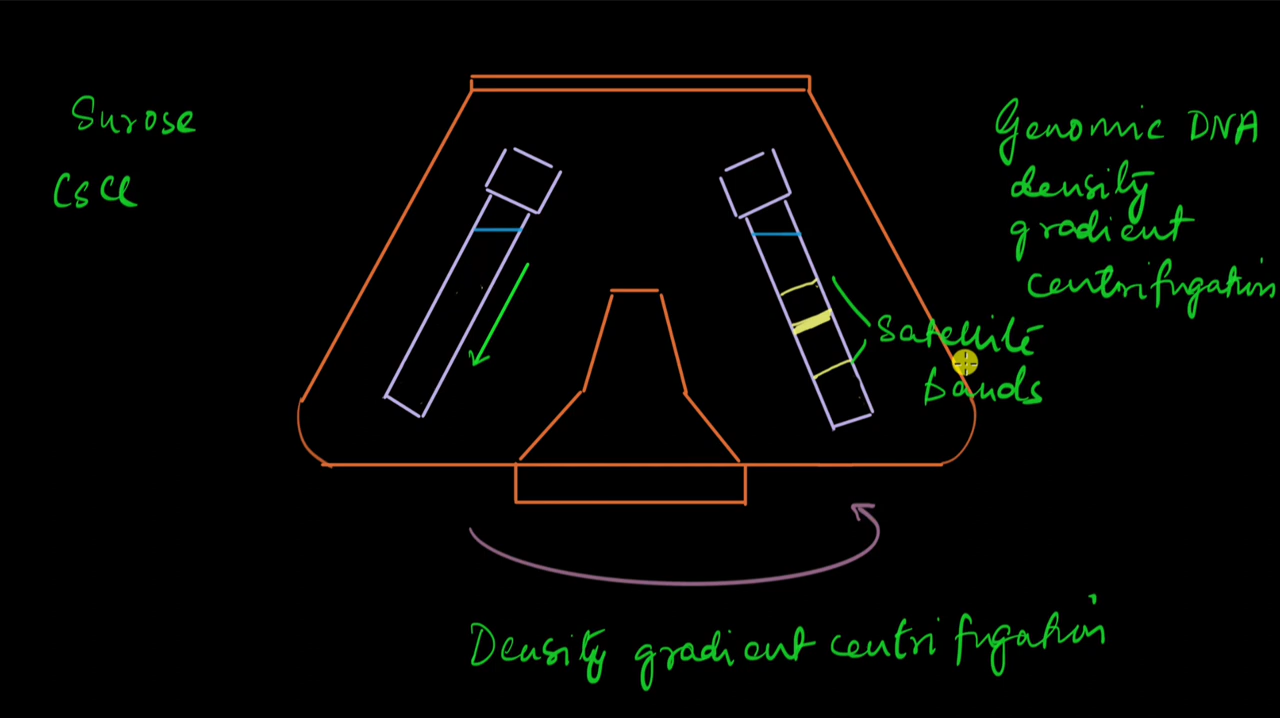 Surose
CsCl
Genomic DNA
density
gradient
centrifugation
Satellite
bands
Density gradient centrifugation